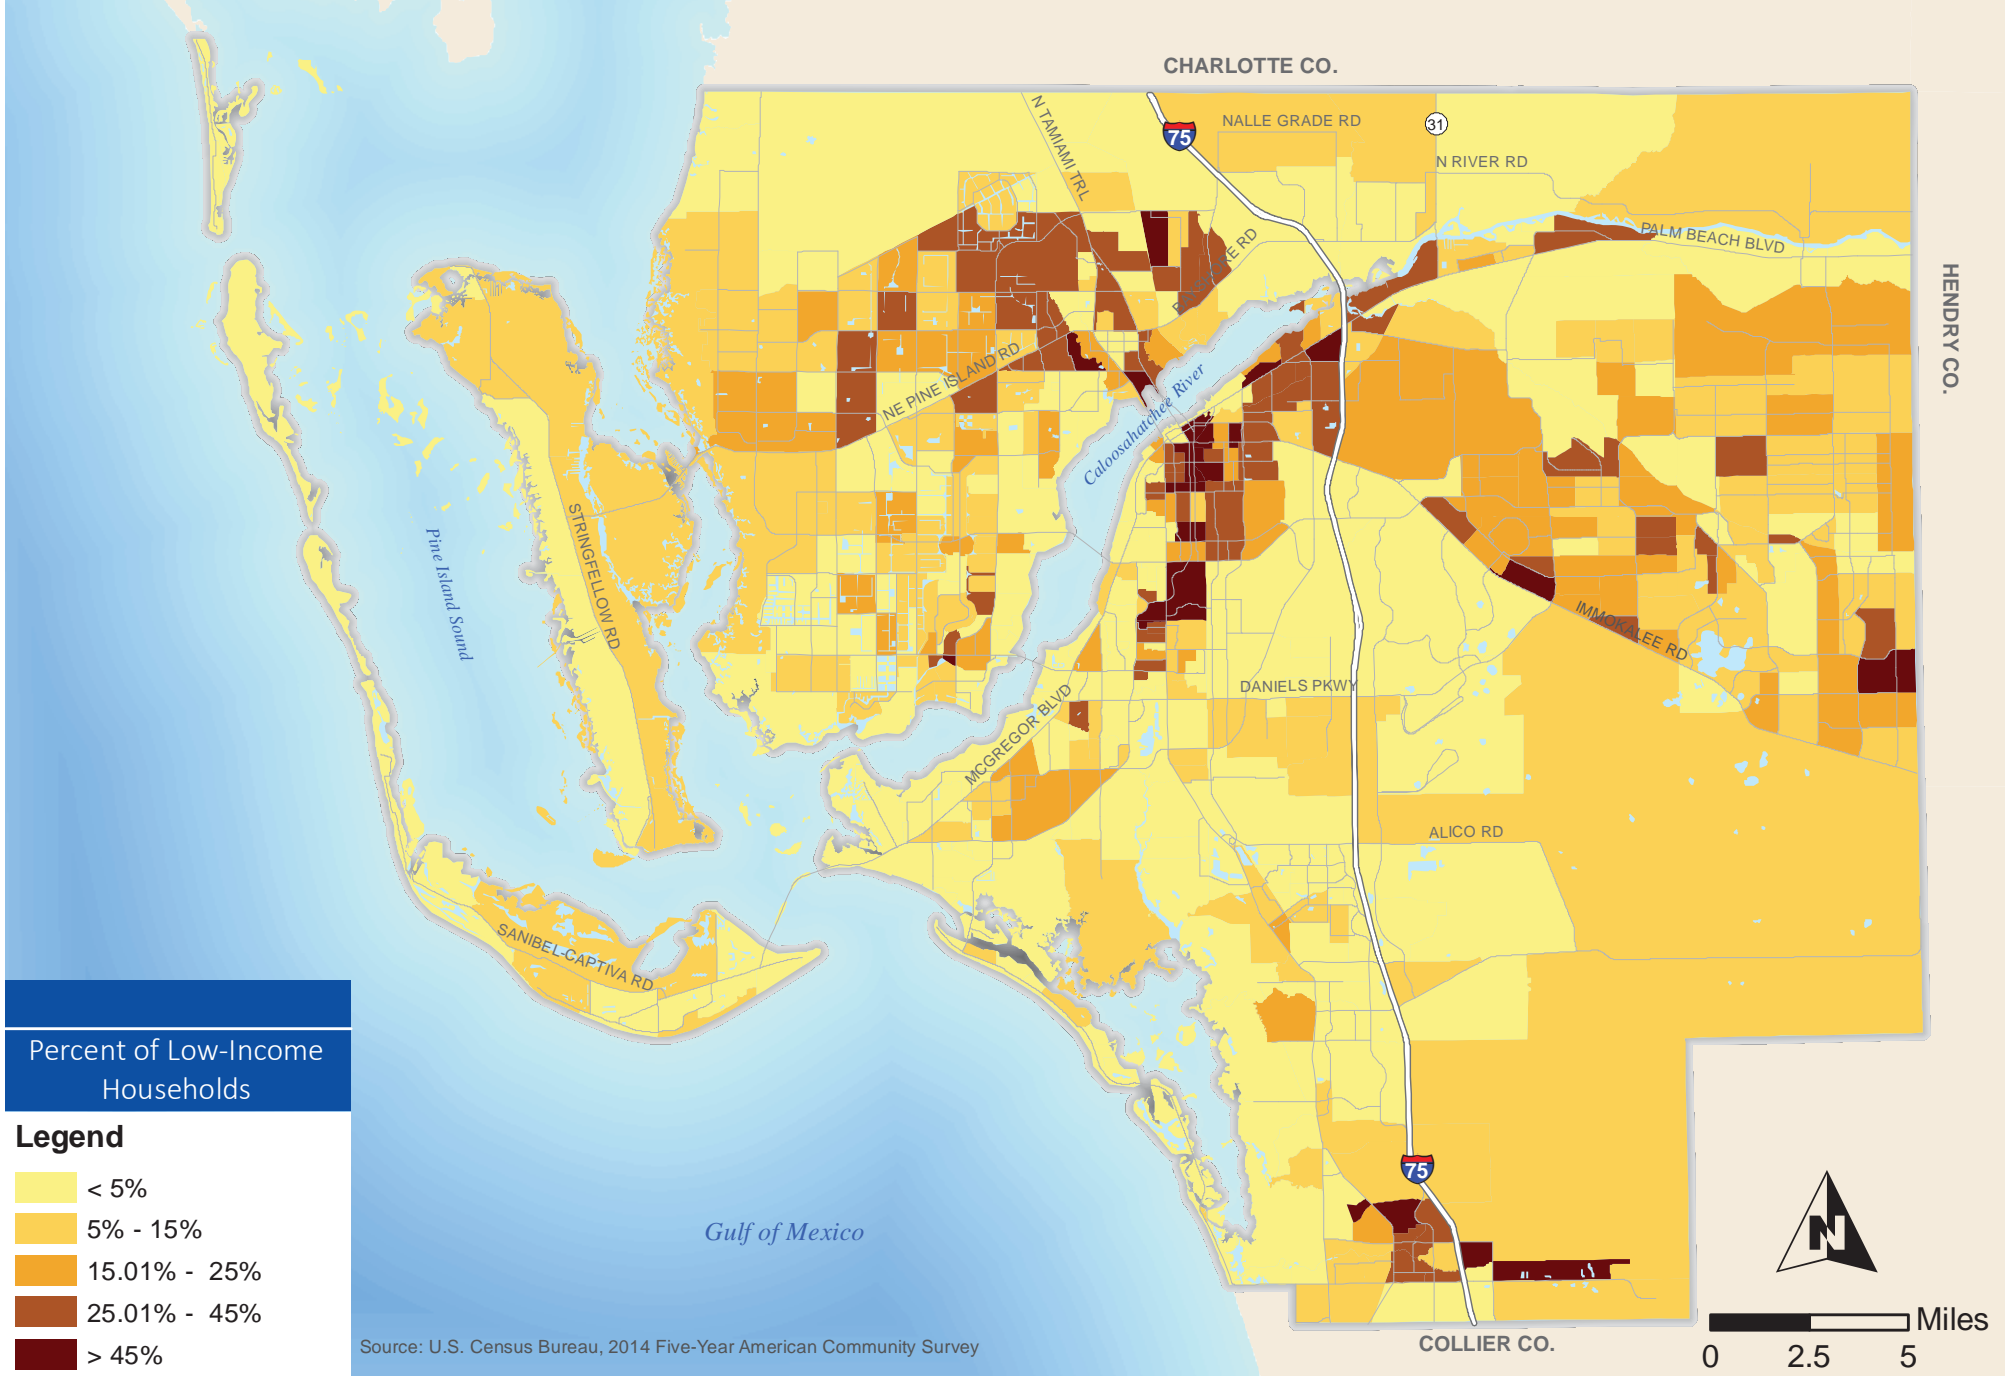 CHARLOTTE CO.
N TAMIAMI TRL
75
NALLE GRADE RD
31
N RIVER RD
PALM BEACH BLVD
HENDRY CO.
NE PINE ISLAND RD
Caloosahatchee River
STRINGFELLOW RD
Pine Island Sound
IMMOKALEE RD
DANIELS PKWY
MCGREGOR BLVD
ALICO RD
SANIBEL-CAPTIVA RD
Percent of Low-Income
Households
Legend
< 5%
5% - 15%
15.01% - 25%
25.01% - 45%
> 45%
75
Gulf of Mexico
N
Miles
0 2.5 5
Source: U.S. Census Bureau, 2014 Five-Year American Community Survey
COLLIER CO.